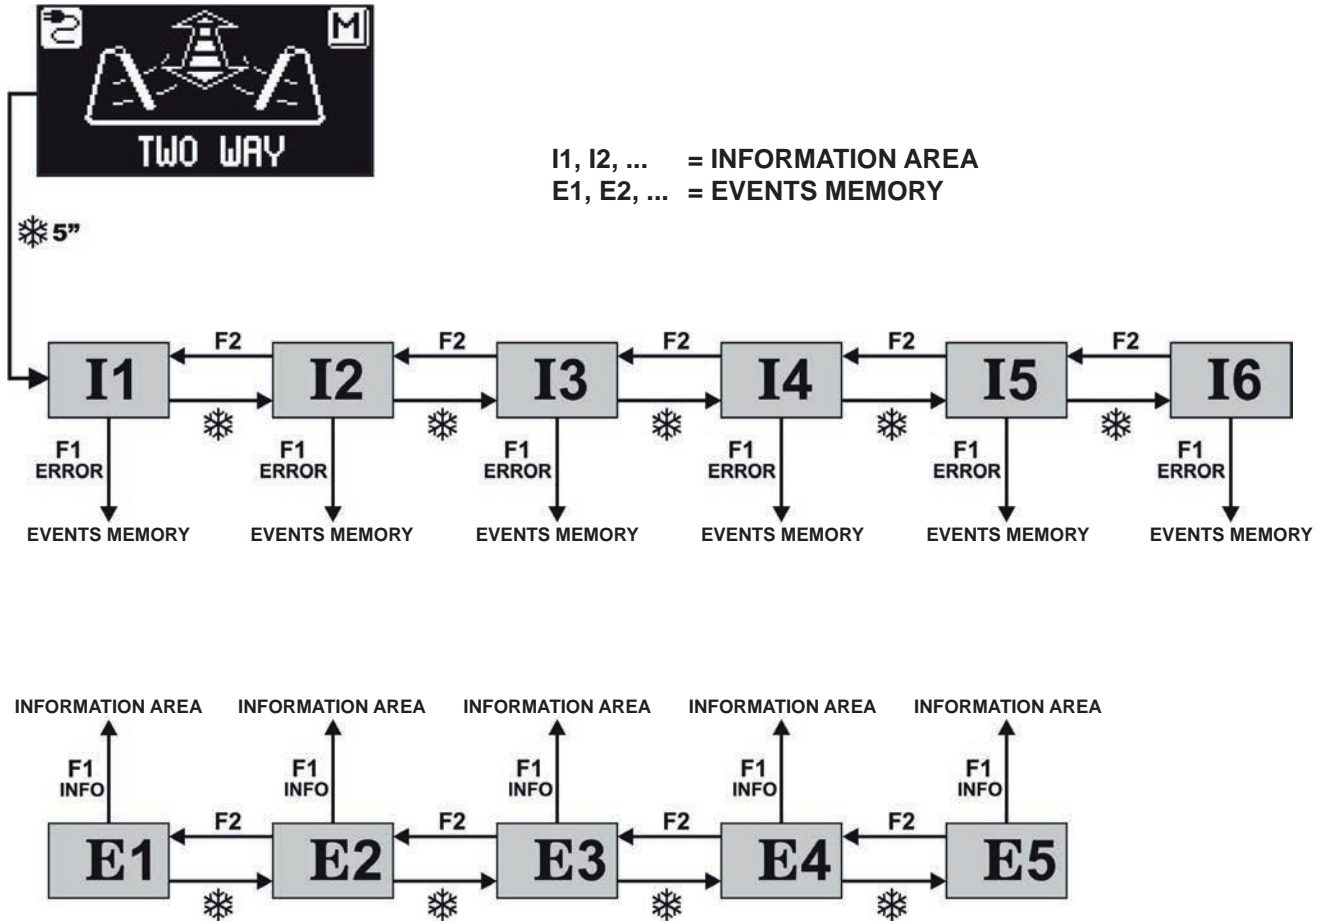 M
TWO WAY
I1, I2, ... = INFORMATION AREA
E1, E2, ... = EVENTS MEMORY
❄ 5”
F2 F2 F2 F2 F2
I1 I2 I3 I4 I5 I6
❄ ❄ ❄ ❄ ❄
F1 F1 F1 F1 F1 F1
ERROR ERROR ERROR ERROR ERROR ERROR
EVENTS MEMORY EVENTS MEMORY EVENTS MEMORY EVENTS MEMORY EVENTS MEMORY EVENTS MEMORY
INFORMATION AREA INFORMATION AREA INFORMATION AREA INFORMATION AREA INFORMATION AREA
F1 F1 F1 F1 F1
INFO INFO INFO INFO INFO
F2 F2 F2 F2
E1 E2 E3 E4 E5
❄ ❄ ❄ ❄